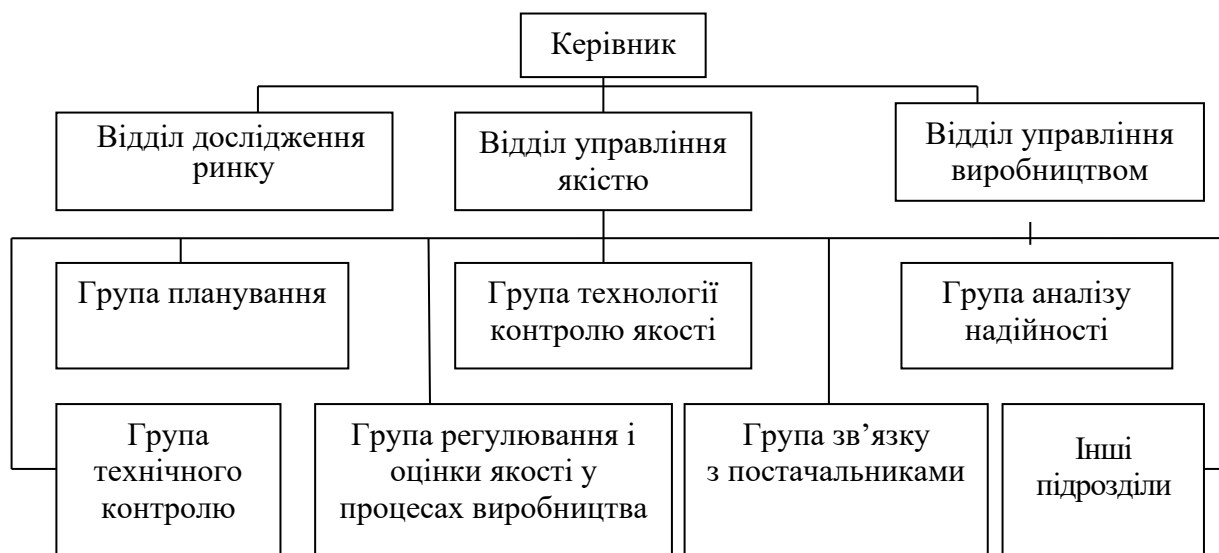 Керівник
Відділ дослідження
ринку
Відділ управління
якістю
Відділ управління
виробництвом
Група планування
Група технології
контролю якості
Група аналізу
надійності
Група
технічного
контролю
Група регулювання і
оцінки якості у
процесах виробництва
Група зв’язку
з постачальниками
Інші
підрозділи